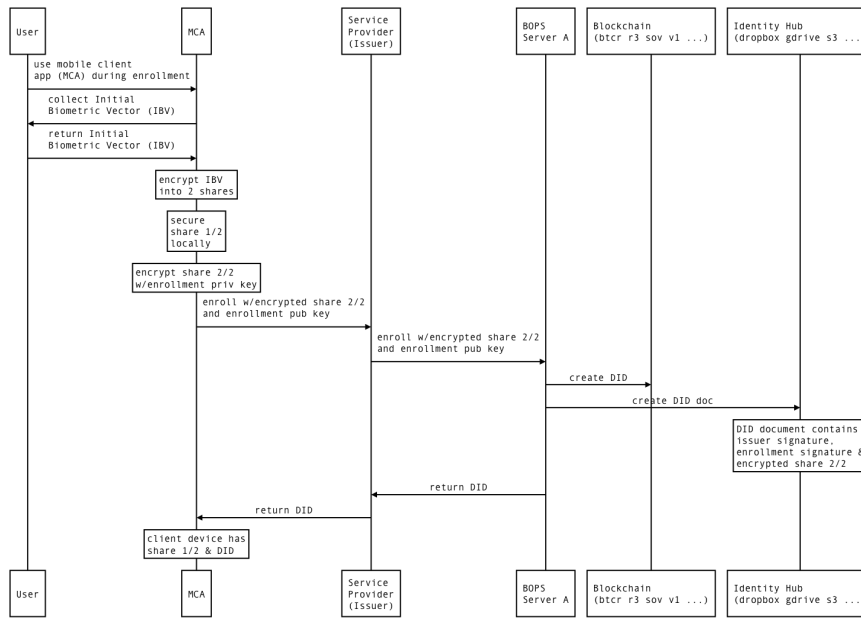 User
MCA
Service
Provider
(Issuer)
BOPS
Server A
Blockchain
(btcr r3 sov v1 ...)
Identity Hub
(dropbox gdrive s3 ...
use mobile client
app (MCA) during enrollment
collect Initial
Biometric Vector (IBV)
return Initial
Biometric Vector (IBV)
encrypt IBV
into 2 shares
secure
share 1/2
locally
encrypt share 2/2
w/enrollment priv key
enroll w/encrypted share 2/2
and enrollment pub key
enroll w/encrypted share 2/2
and enrollment pub key
create DID
create DID doc
DID document contains
issuer signature,
enrollment signature &
encrypted share 2/2
return DID
return DID
client device has
share 1/2 & DID
User
MCA
Service
Provider
(Issuer)
BOPS
Server A
Blockchain
(btcr r3 sov v1 ...)
Identity Hub
(dropbox gdrive s3 ...